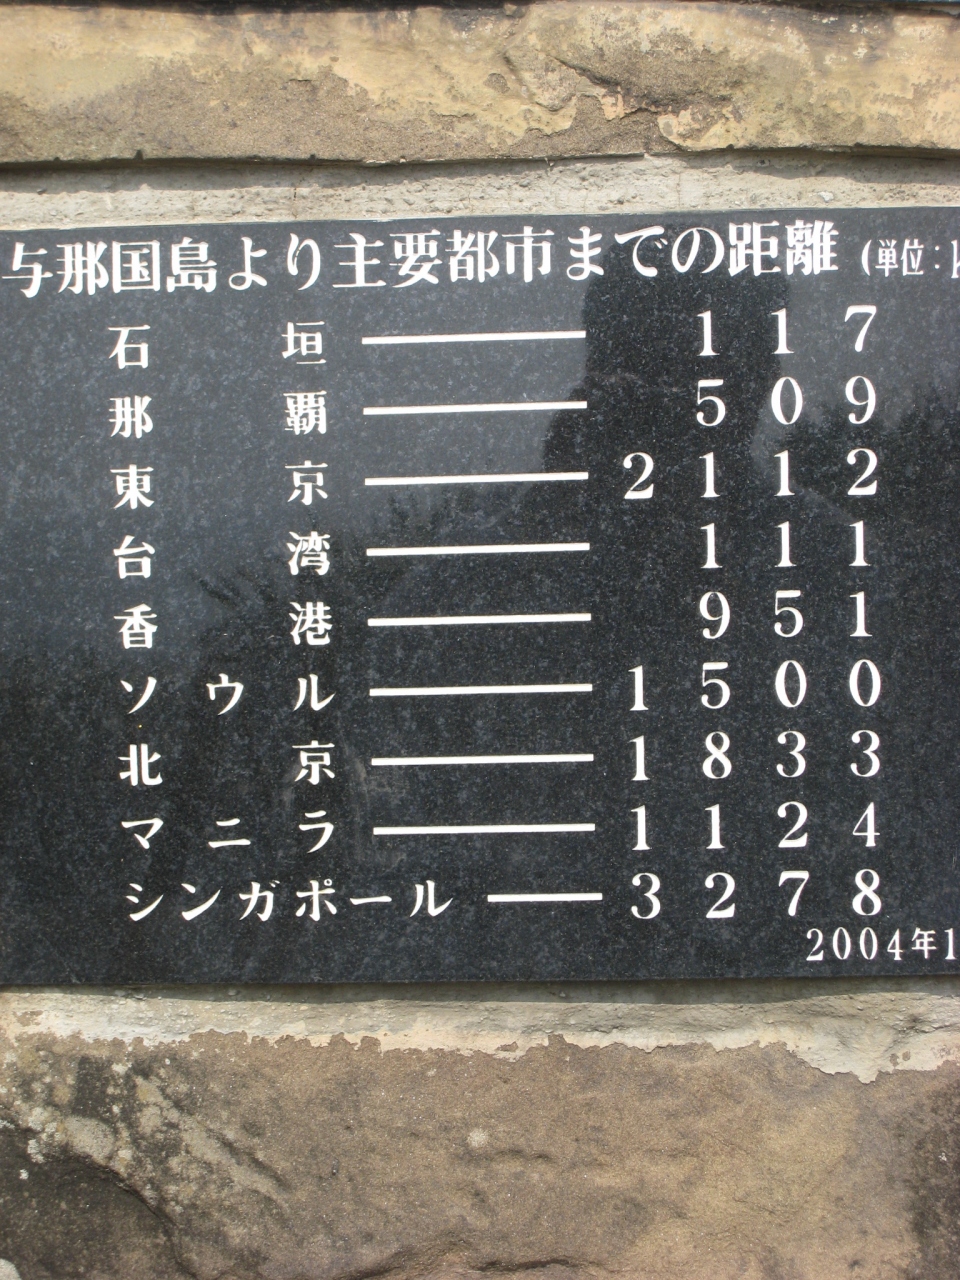 与那国島より主要都市までの距離 (単位:k
石垣 ―― 117
那覇 ―― 509
東京 ―― 2112
台湾 ―― 111
香港 ―― 951
ソウル ―― 1500
北京 ―― 1833
マニラ ―― 1124
シンガポール ―― 3278
2004年1